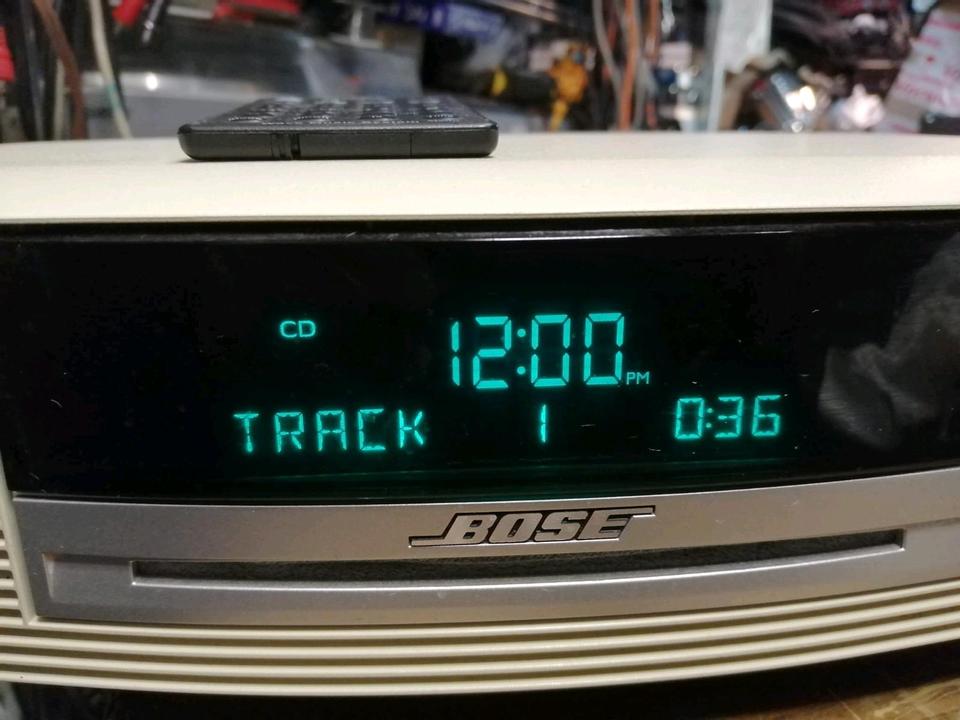 CD
12:00 PM
TRACK 1 0:36
BOSE